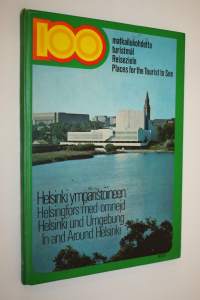 100
matkailukohdetta
turistmål
Reiseziele
Places for the Tourist to See
Helsinki ympäristöineen
Helsingfors med omnejd
Helsinki und Umgebung
In and Around Helsinki